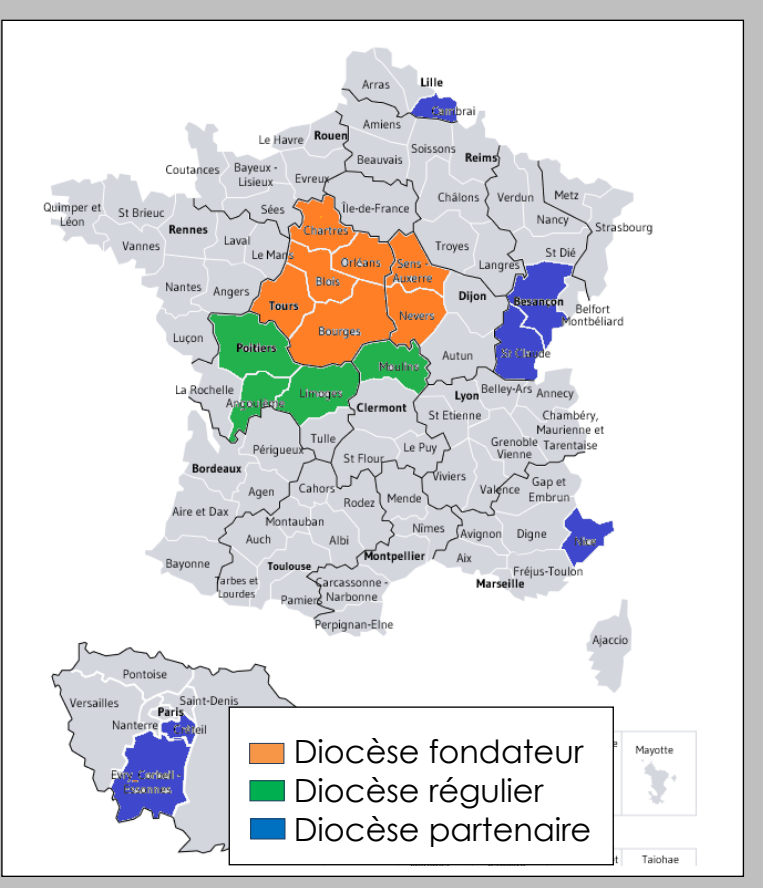 Lille
Arras
Cambrai
Amiens
Rouen
Le Havre
Soissons
Beauvais
Reims
Coutances
Bayeux -
Lisieux
Evreux
Châlons
Verdun
Metz
Nancy
Quimper et
Léon
St Brieuc
Sées
Île-de-France
Strasbourg
Rennes
Chartres
Vannes
Laval
Le Mans
Troyes
St Dié
Orléans
Sens -
Auxerre
Langres
Blois
Nantes
Angers
Tours
Dijon
Besançon
Belfort
Montbéliard
Nevers
Bourges
Luçon
Poitiers
Autun
St Claude
Moulins
La Rochelle
Angoulême
Limoges
Clermont
Lyon
Belley-Ars
Annecy
St Etienne
Chambéry,
Maurienne et
Tarentaise
Tulle
Périgueux
Grenoble
Vienne
Le Puy
St Flour
Bordeaux
Viviers
Valence
Gap et
Embrun
Agen
Cahors
Rodez
Mende
Aire et Dax
Montauban
Nîmes
Avignon
Digne
Auch
Albi
Nice
Montpellier
Aix
Bayonne
Toulouse
Fréjus-Toulon
Marseille
Tarbes et
Lourdes
Carcassonne -
Narbonne
Pamiers
Perpignan-Elne
Ajaccio
Pontoise
Versailles
Saint-Denis
Paris
Nanterre
Créteil
Evry_Corbeil -
Essonnes
Mayotte
Diocèse fondateur
Diocèse régulier
Diocèse partenaire
Taiohae